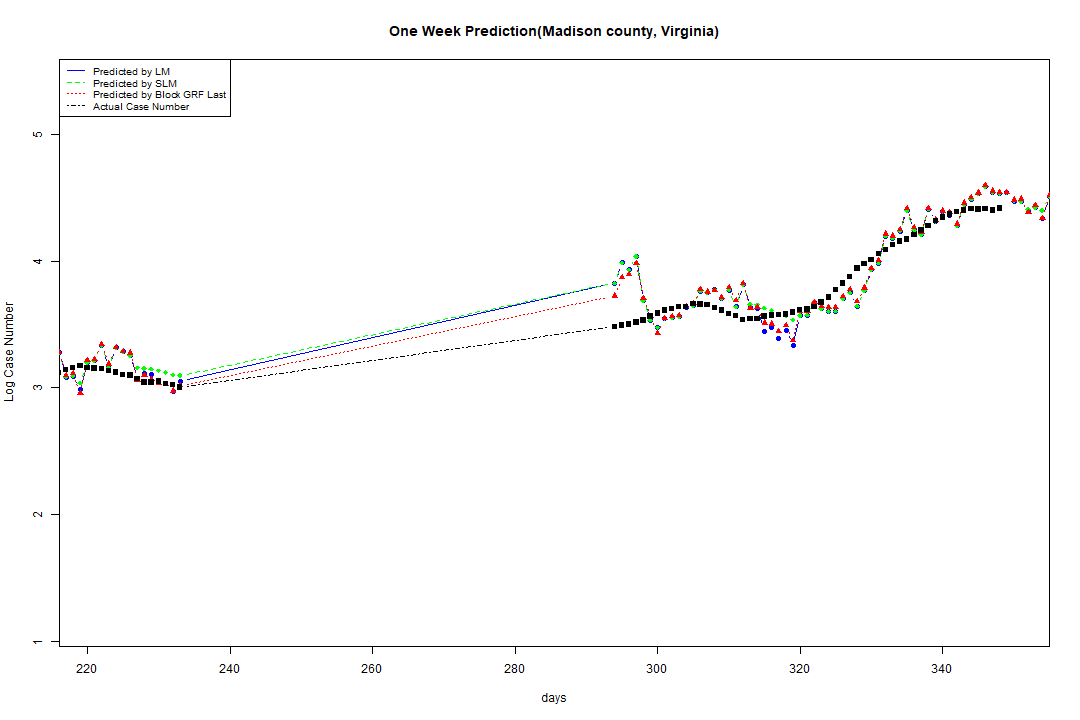 One Week Prediction(Madison county, Virginia)
Predicted by LM
Predicted by SLM
Predicted by Block GRF Last
Actual Case Number
5
4
3
2
1
Log Case Number
220 240 260 280 300 320 340
days